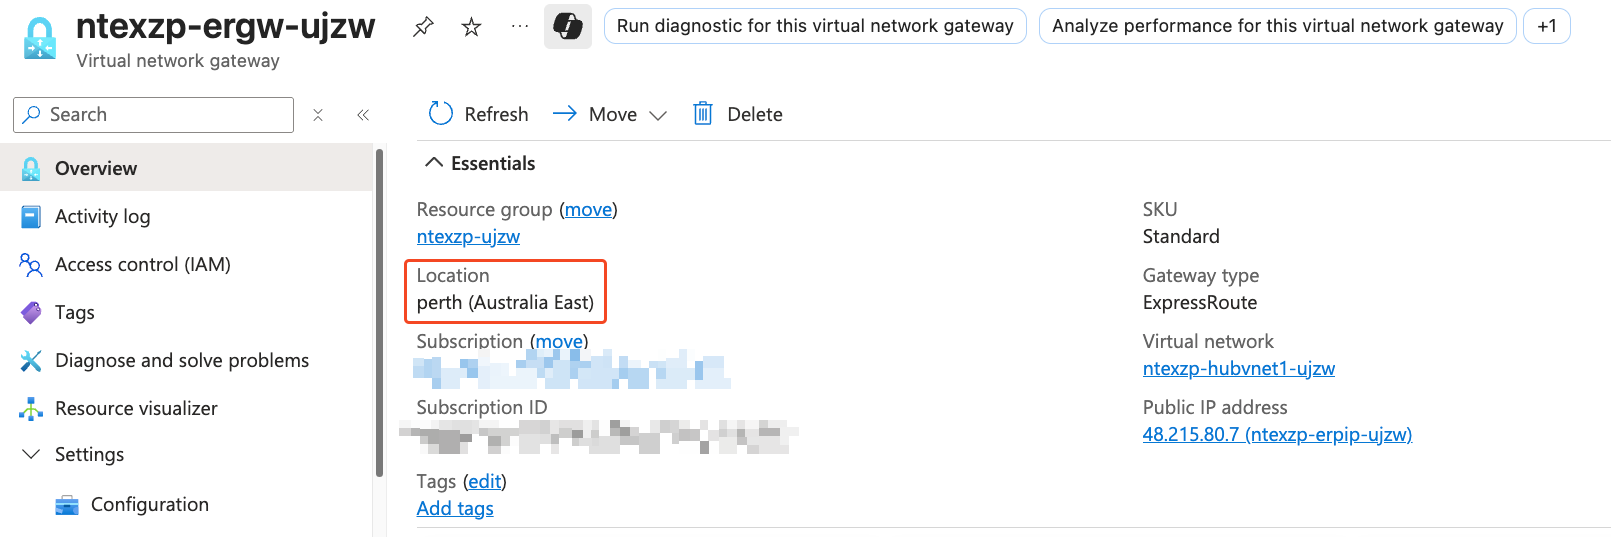 ntexzp-ergw-ujzw
Virtual network gateway
Run diagnostic for this virtual network gateway
Analyze performance for this virtual network gateway
+1
Search
Refresh
Move
Delete
Overview
Activity log
Access control (IAM)
Tags
Diagnose and solve problems
Resource visualizer
Settings
Configuration
Essentials
Resource group (move)
ntexzp-ujzw
Location
perth (Australia East)
Subscription (move)
Subscription ID
Tags (edit)
Add tags
SKU
Standard
Gateway type
ExpressRoute
Virtual network
ntexzp-hubvnet1-ujzw
Public IP address
48.215.80.7 (ntexzp-erpip-ujzw)